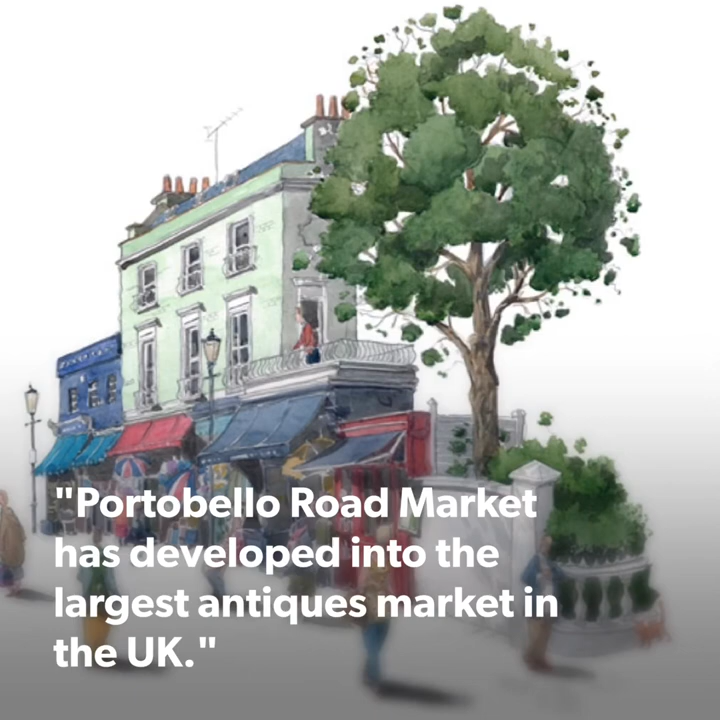 "Portobello Road Market
has developed into the
largest antiques market in
the UK."